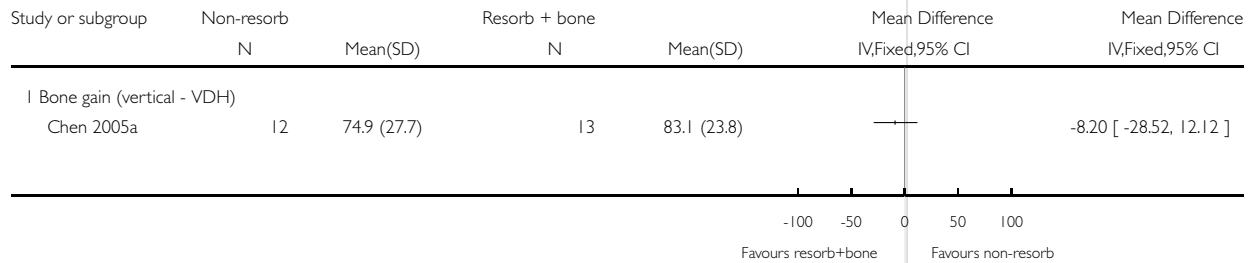 Study or subgroup Non-resorb Resorb + bone Mean Difference Mean Difference
N Mean(SD) N Mean(SD) IV,Fixed,95% CI IV,Fixed,95% CI
1 Bone gain (vertical - VDH)
Chen 2005a 12 74.9 (27.7) 13 83.1 (23.8) -8.20 [ -28.52, 12.12 ]
-100 -50 0 50 100
Favours resorb+bone Favours non-resorb